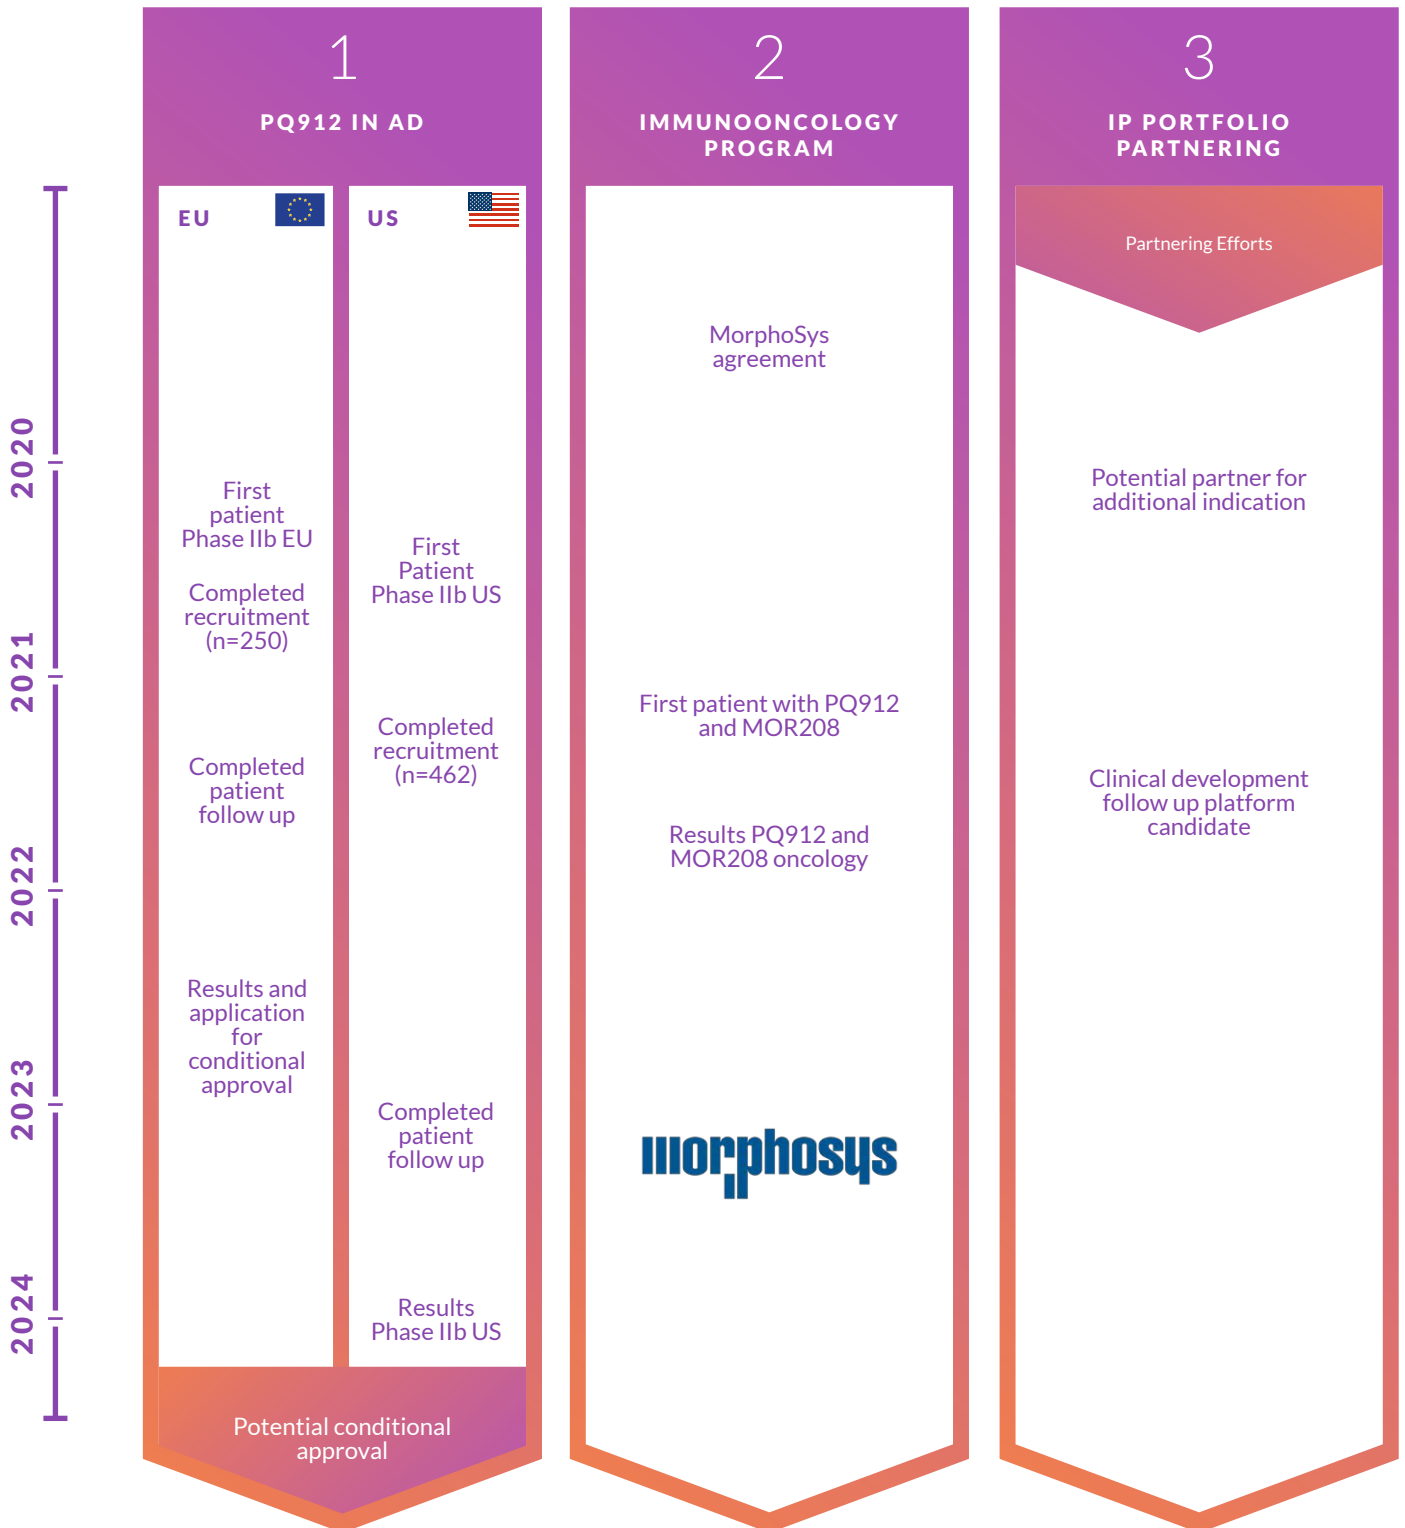 1
PQ912 IN AD
EU
First
patient
Phase IIb EU
Completed
recruitment
(n=250)
Completed
patient
follow up
Results and
application
for
conditional
approval
US
First
Patient
Phase IIb US
Completed
recruitment
(n=462)
Completed
patient
follow up
Results
Phase IIb US
Potential conditional
approval
2
IMMUNOONCOLOGY
PROGRAM
MorphoSys
agreement
First patient with PQ912
and MOR208
Results PQ912 and
MOR208 oncology
morphosys
3
IP PORTFOLIO
PARTNERING
Partnering Efforts
Potential partner for
additional indication
Clinical development
follow up platform
candidate
2020
2021
2022
2023
2024